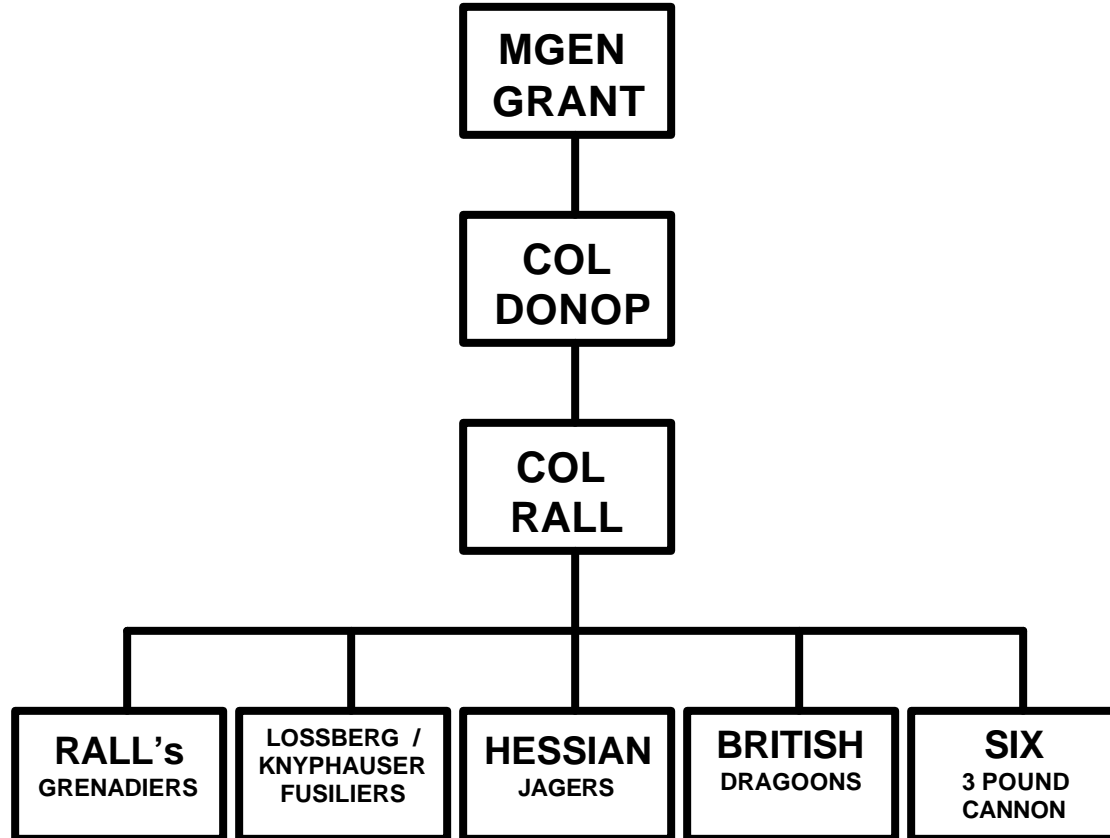 MGEN
GRANT
COL
DONOP
COL
RALL
RALL's
GRENADIERS
LOSSBERG /
KNYPHAUSER
FUSILIERS
HESSIAN
JAGERS
BRITISH
DRAGOONS
SIX
3 POUND
CANNON